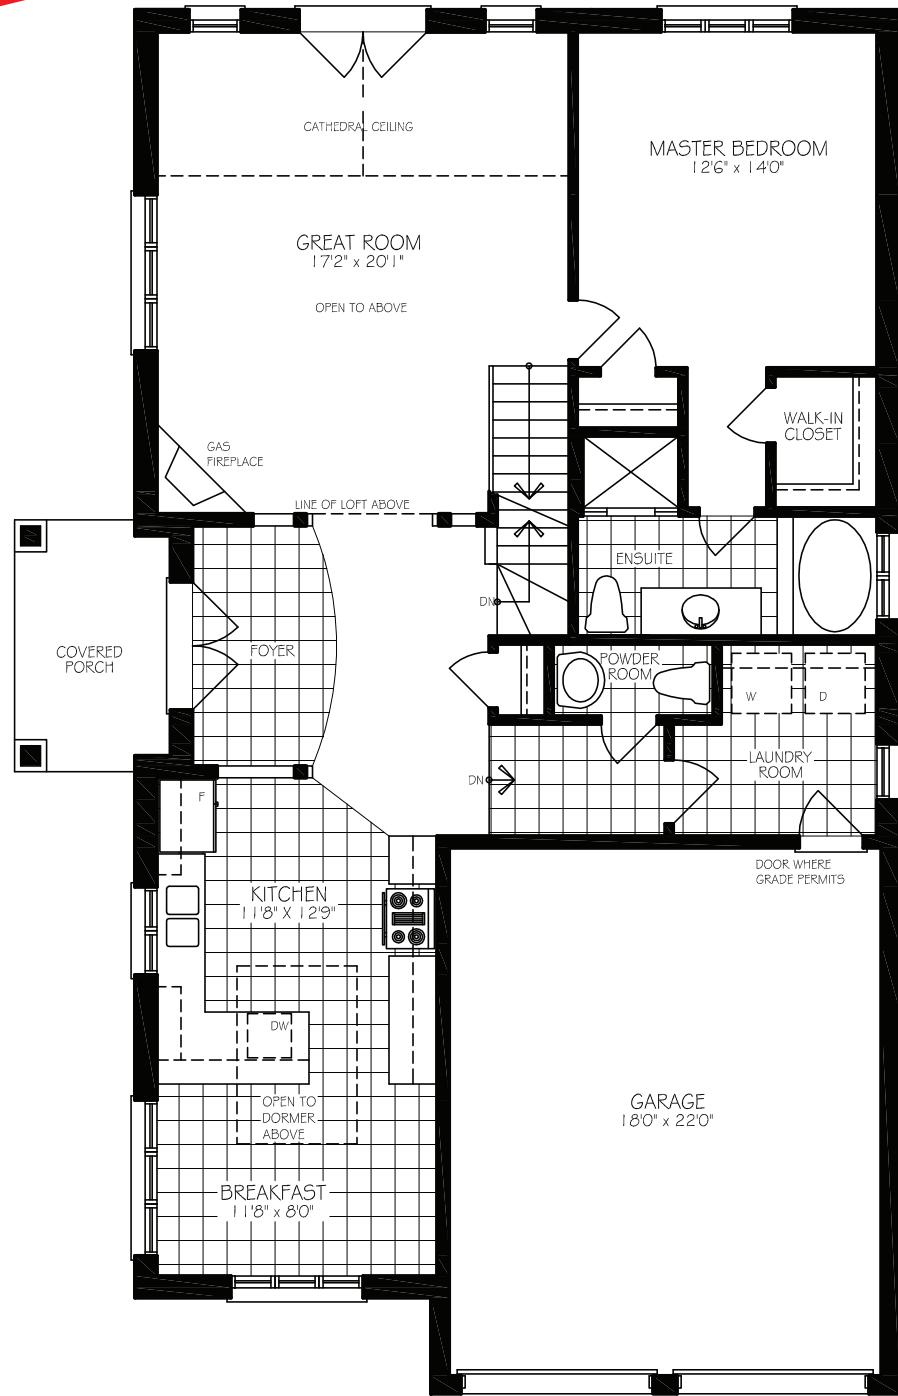 CATHEDRAL CEILING
MASTER BEDROOM
12'6" x 14'0"
GREAT ROOM
17'2" x 20'1"
OPEN TO ABOVE
WALK-IN
CLOSET
GAS
FIREPLACE
LINE OF LOFT ABOVE
ENSUITE
DN
COVERED
PORCH
FOYER
POWDER
ROOM
W
D
LAUNDRY
ROOM
DN
F
DOOR WHERE
GRADE PERMITS
KITCHEN
11'8" X 12'9"
DW
OPEN TO
DORMER
ABOVE
GARAGE
18'0" x 22'0"
BREAKFAST
11'8" x 8'0"